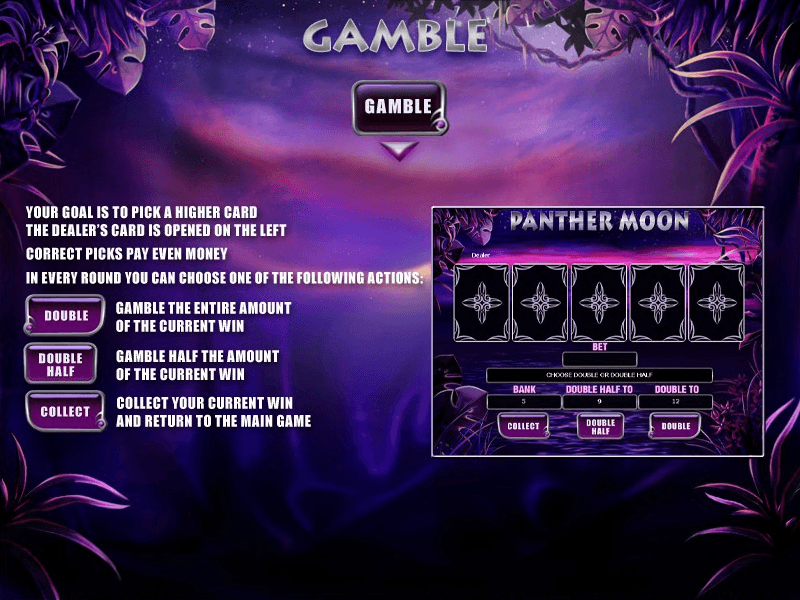 GAMBLE
GAMBLE
YOUR GOAL IS TO PICK A HIGHER CARD
THE DEALER'S CARD IS OPENED ON THE LEFT
CORRECT PICKS PAY EVEN MONEY
IN EVERY ROUND YOU CAN CHOOSE ONE OF THE FOLLOWING ACTIONS:
DOUBLE
GAMBLE THE ENTIRE AMOUNT
OF THE CURRENT WIN
DOUBLE
HALF
GAMBLE HALF THE AMOUNT
OF THE CURRENT WIN
COLLECT
COLLECT YOUR CURRENT WIN
AND RETURN TO THE MAIN GAME
PANTHER MOON
Dealer
BET
CHOOSE DOUBLE OR DOUBLE HALF
BANK DOUBLE HALF TO DOUBLE TO
5 9 12
COLLECT
DOUBLE
HALF
DOUBLE